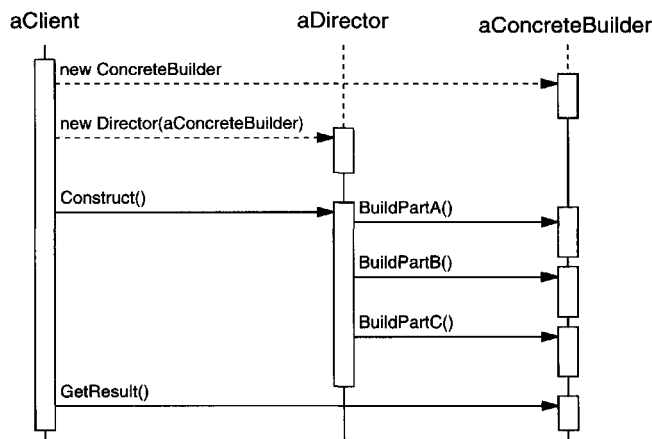 aClient
aDirector
aConcreteBuilder
new ConcreteBuilder
new Director(aConcreteBuilder)
Construct()
BuildPartA()
BuildPartB()
BuildPartC()
GetResult()